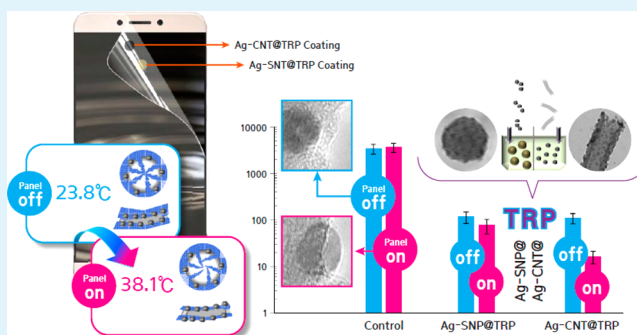 Ag-CNT@TRP Coating
Ag-SNT@TRP Coating
Panel
off
23.8℃
Panel
on
38.1℃
10000
1000
100
10
1
Panel
off
Panel
on
TRP
Ag-SNP@
Ag-CNT@
off
on
off
on
Control
Ag-SNP@TRP
Ag-CNT@TRP